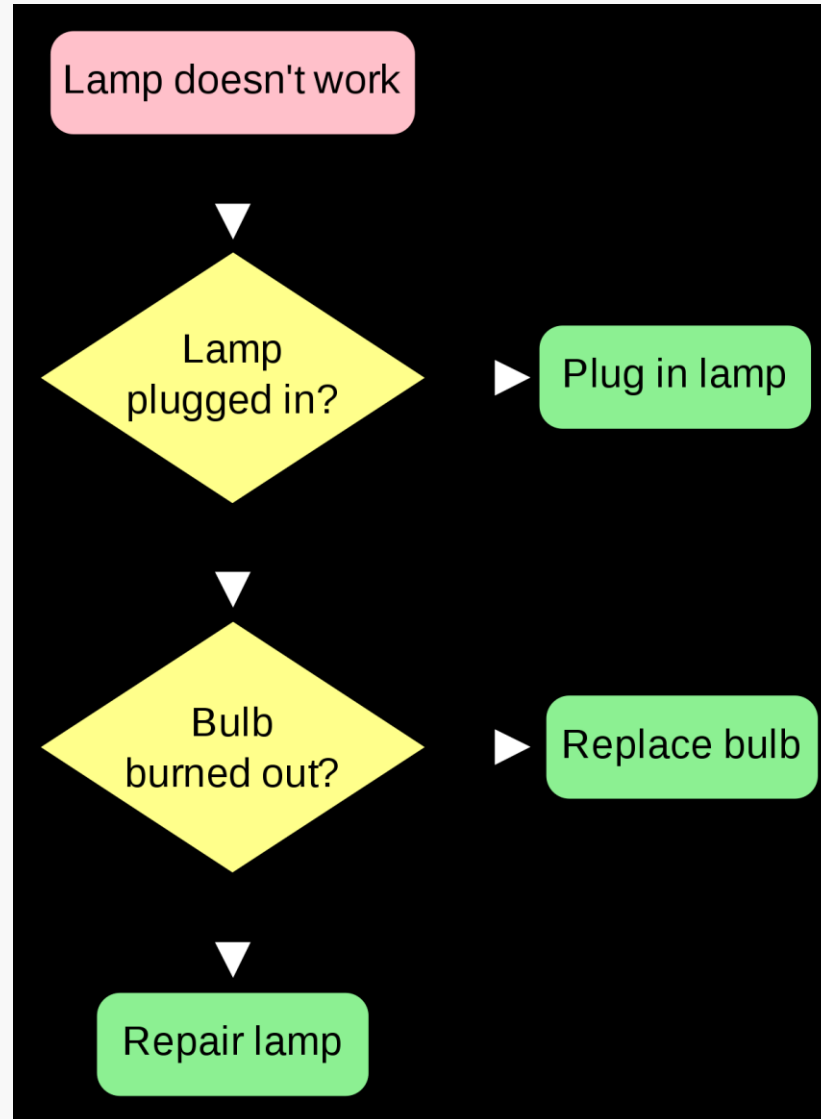 Lamp doesn't work
Lamp
plugged in?
Plug in lamp
Bulb
burned out?
Replace bulb
Repair lamp